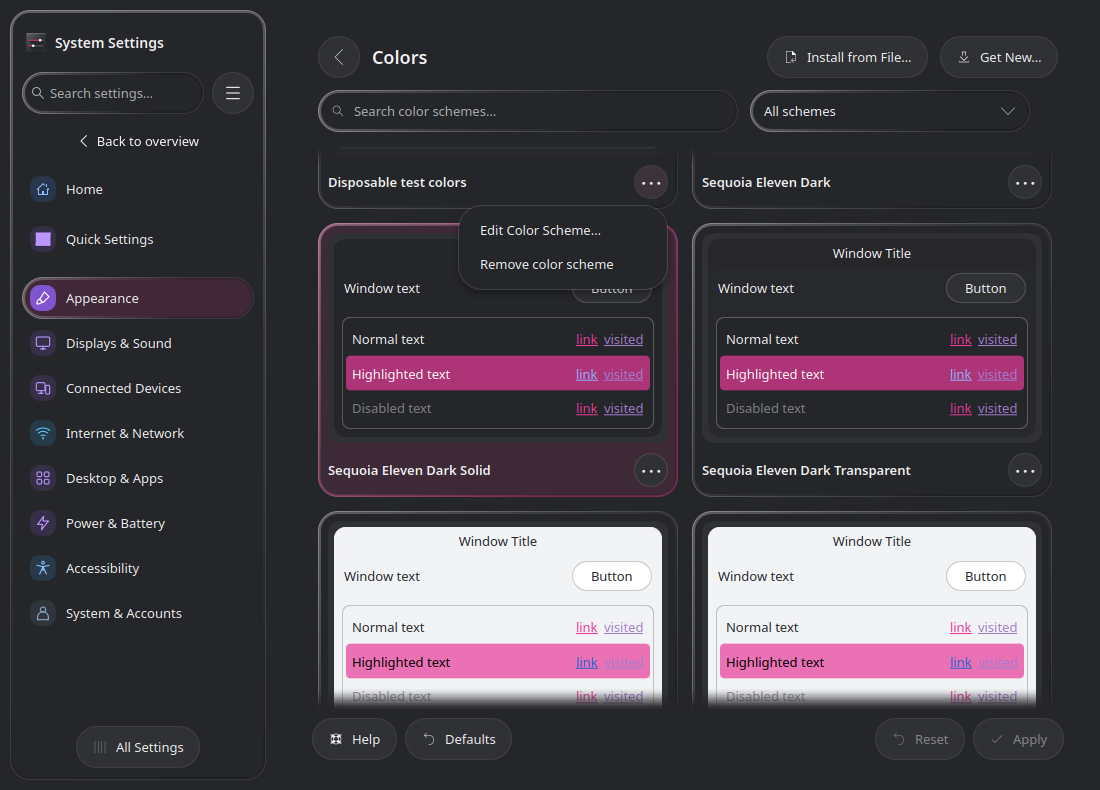 System Settings
Search settings...
Back to overview
Home
Quick Settings
Appearance
Displays & Sound
Connected Devices
Internet & Network
Desktop & Apps
Power & Battery
Accessibility
System & Accounts
All Settings
Colors
Install from File...
Get New...
Search color schemes...
All schemes
Disposable test colors
Sequoia Eleven Dark
Edit Color Scheme...
Remove color scheme
Window text
Button
Normal text link visited
Highlighted text link visited
Disabled text link visited
Sequoia Eleven Dark Solid
Window Title
Window text Button
Normal text link visited
Highlighted text link visited
Disabled text link visited
Sequoia Eleven Dark Transparent
Window Title
Window text Button
Normal text link visited
Highlighted text link visited
Disabled text link visited
Window Title
Window text Button
Normal text link visited
Highlighted text link visited
Disabled text link visited
Help
Defaults
Reset
Apply